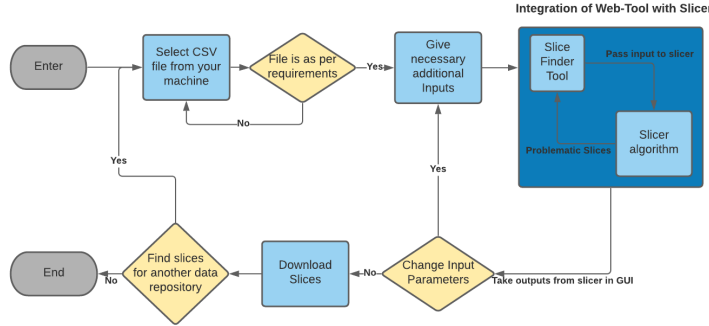 Integration of Web-Tool with Slicer
Enter
Select CSV
file from your
machine
File is as per
requirements
Yes
No
Give
necessary
additional
Inputs
Slice
Finder
Tool
Pass input to slicer
Slicer
algorithm
Problematic Slices
Yes
Yes
End
No
Find slices
for another data
repository
Download
Slices
No
Change Input
Parameters
Take outputs from slicer in GUI